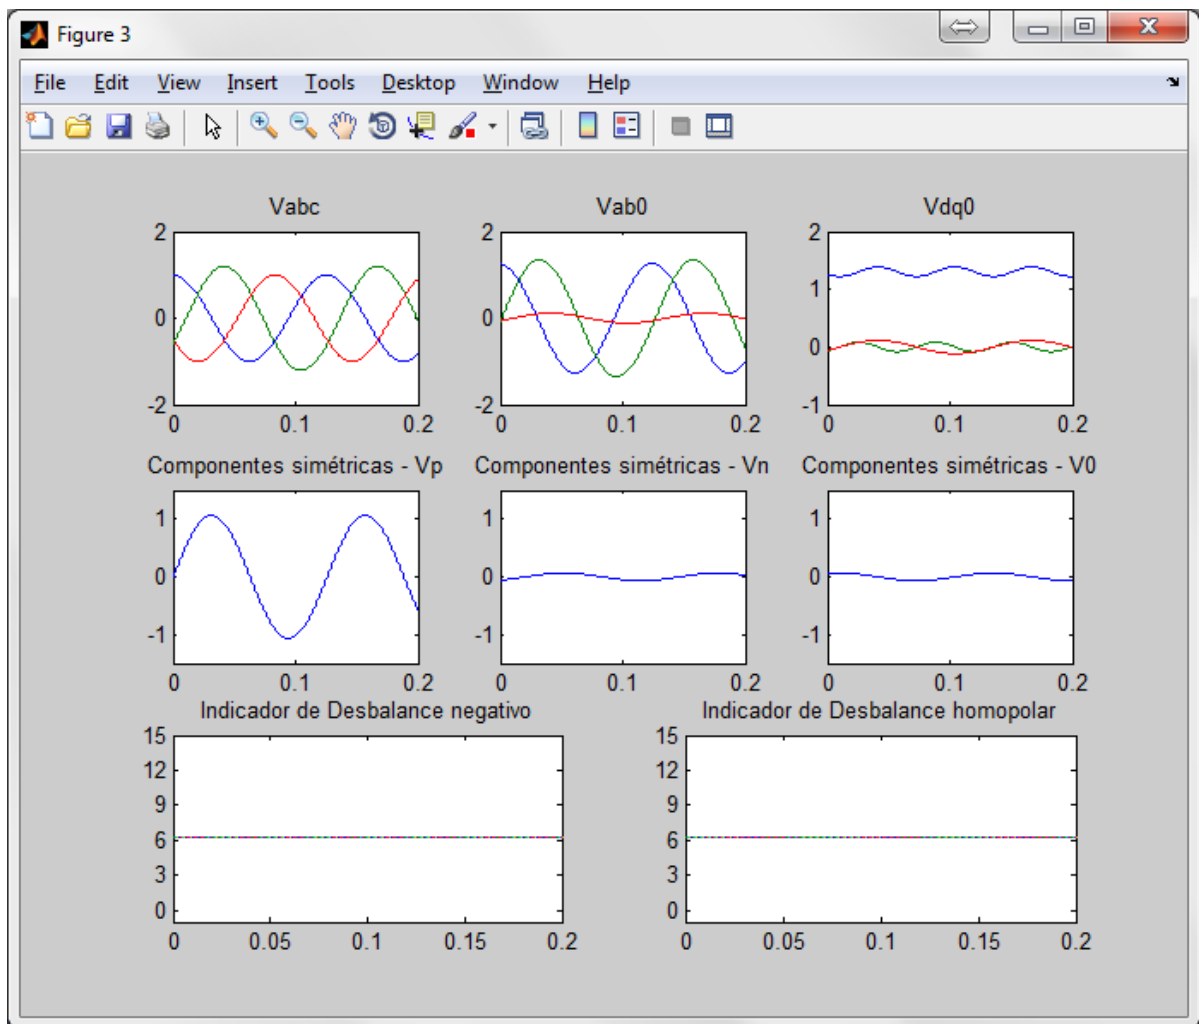 Figure 3
File Edit View Insert Tools Desktop Window Help
Vabc Vab0 Vdq0
2 2 2
1
0 0
0
-2 -2 -1
0 0.1 0.2 0 0.1 0.2 0 0.1 0.2
Componentes simétricas - Vp Componentes simétricas - Vn Componentes simétricas - V0
1 1 1
0 0 0
-1 -1 -1
0 0.1 0.2 0 0.1 0.2 0 0.1 0.2
Indicador de Desbalance negativo Indicador de Desbalance homopolar
15 15
12 12
9 9
6 6
3 3
0 0
0 0.05 0.1 0.15 0.2 0 0.05 0.1 0.15 0.2